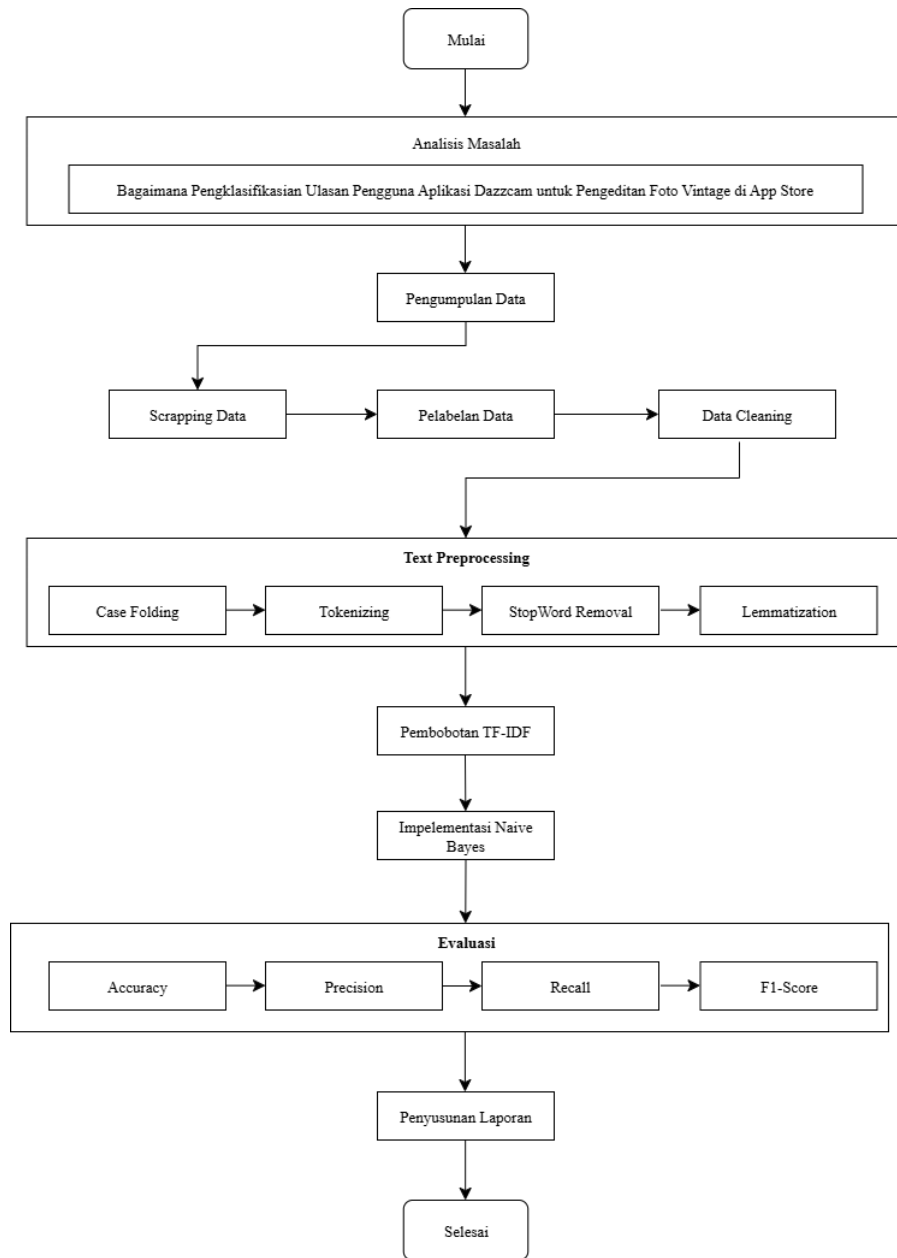 Mulai
Analisis Masalah
Bagaimana Pengklasifikasian Ulasan Pengguna Aplikasi Dazzcam untuk Pengeditan Foto Vintage di App Store
Pengumpulan Data
Scrapping Data
Pelabelan Data
Data Cleaning
Text Preprocessing
Case Folding
Tokenizing
StopWord Removal
Lemmatization
Pembobotan TF-IDF
Impelementasi Naive
Bayes
Evaluasi
Accuracy
Precision
Recall
F1-Score
Penyusunan Laporan
Selesai